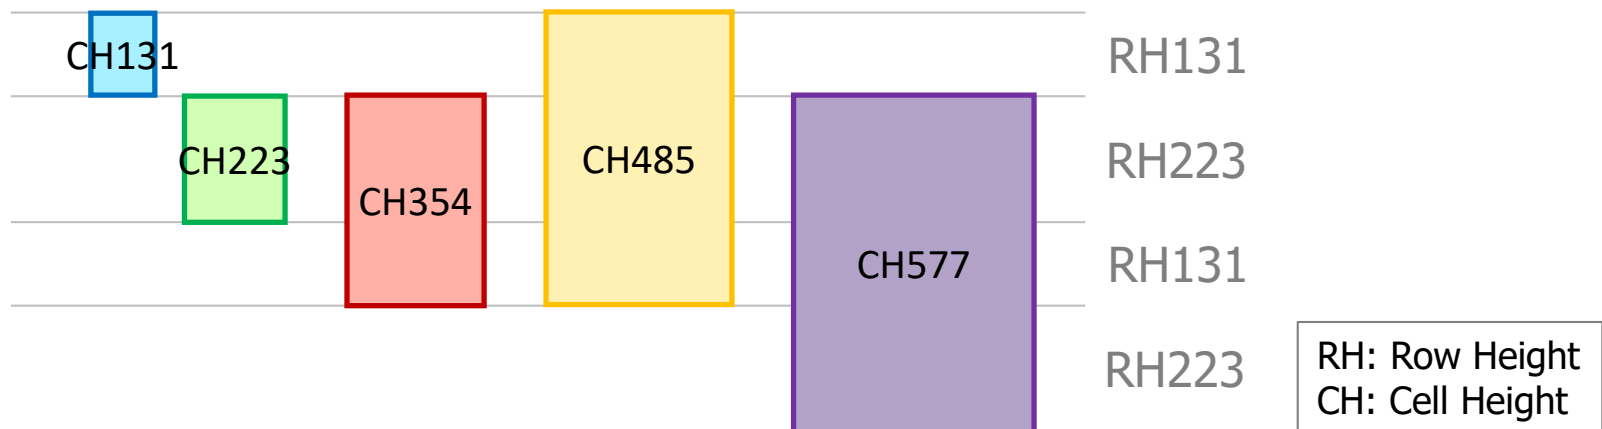 CH131
RH131
CH223
CH354
CH485
RH223
CH577
RH131
RH223
RH: Row Height
CH: Cell Height